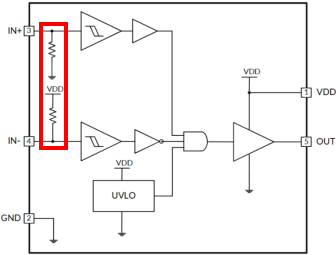 IN+ 3
VDD
VDD
1 VDD
IN- 4
5 OUT
VDD
UVLO
GND 2